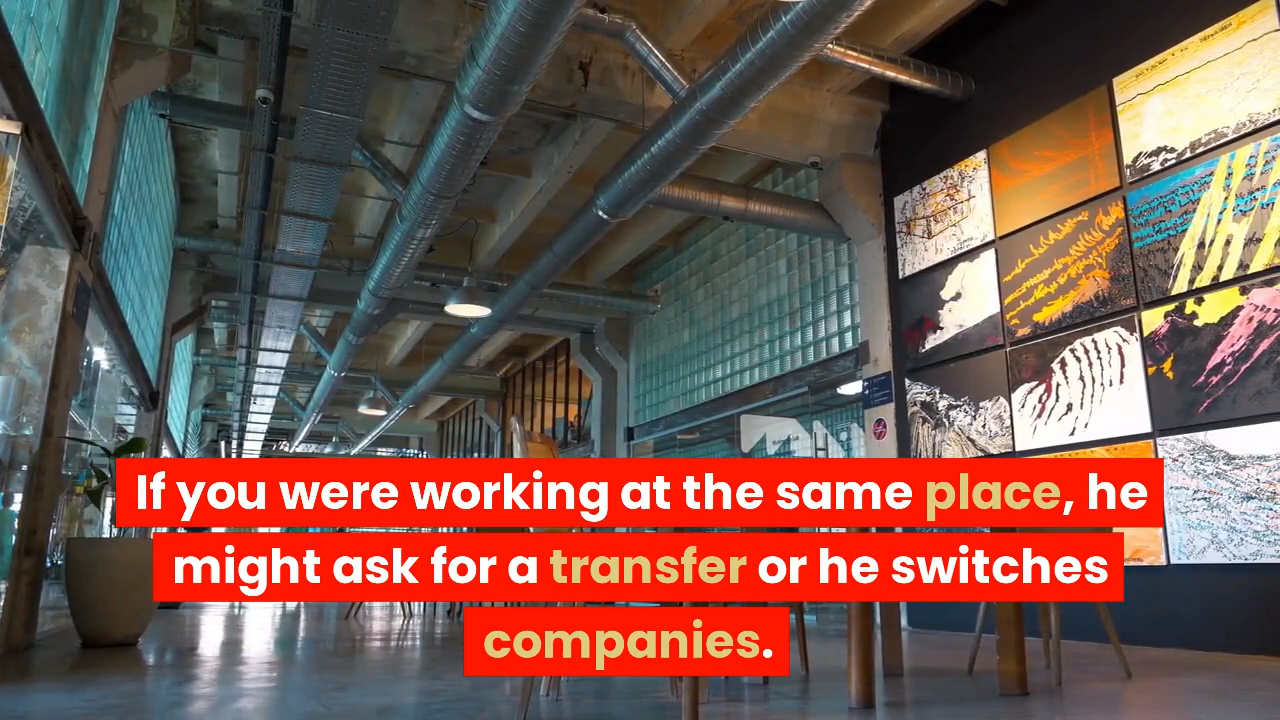 If you were working at the same place, he
might ask for a transfer or he switches
companies.